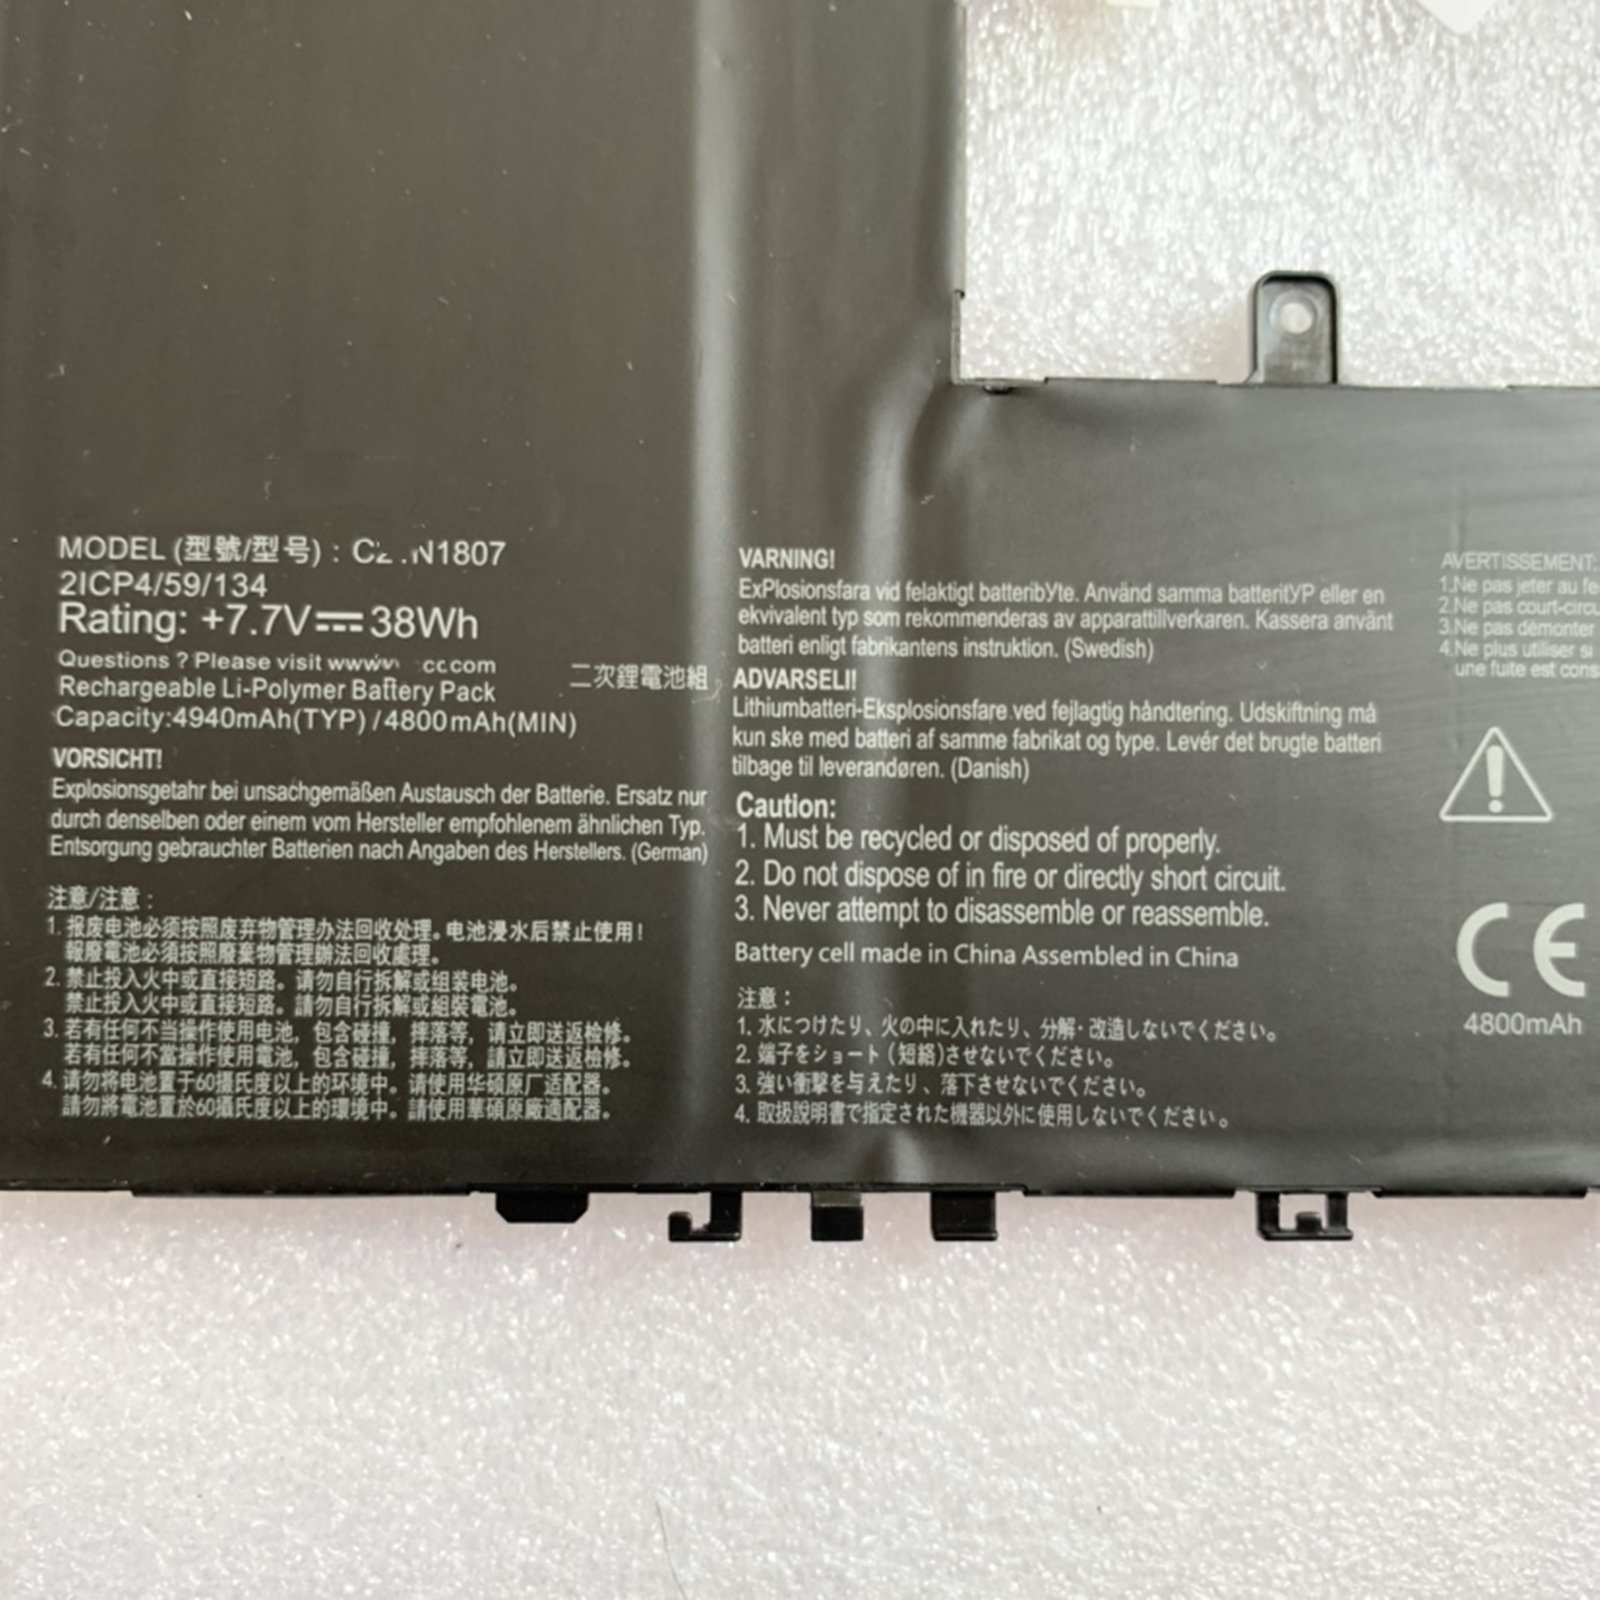 MODEL (型號/型号) : N1807
2ICP4/59/134
Rating: +7.7V 38Wh
Questions ? Please visit
Rechargeable Li-Polymer Battery Pack
二次鋰電池組
Capacity:4940mAh(TYP) /4800mAh(MIN)
VORSICHT!
Explosionsgetahr bei unsachgemäßen Austausch der Batterie. Ersatz nur
durch denselben oder einem vom Hersteller empfohlenem ähnlichen Typ.
Entsorgung gebrauchter Batterien nach Angaben des Herstellers. (German)
注意/注意 :
1. 报废电池必须按照废弃物管理办法回收处理。电池浸水后禁止使用!
報廢電池必須按照廢棄物管理辦法回收處理。
2. 禁止投入火中或直接短路。请勿自行拆解或组装电池。
禁止投入火中或直接短路。請勿自行拆解或組裝電池。
3. 若有任何不当操作使用电池，包含碰撞，摔落等，请立即送返检修。
若有任何不當操作使用電池，包含碰撞，摔落等，請立即送返檢修。
4. 请勿将电池置于60攝氏度以上的环境中。请使用华硕原厂适配器。
請勿將電池置於60攝氏度以上的環境中。請使用華碩原廠適配器。
VARNING!
ExPlosionsfara vid felaktigt batteribYte. Använd samma batteritYP eller en
ekvivalent typ som rekommenderas av apparattillverkaren. Kassera använt
batteri enligt fabrikantens instruktion. (Swedish)
ADVARSELI!
Lithiumbatteri-Eksplosionsfare ved fejlagtig håndtering. Udskiftning må
kun ske med batteri af samme fabrikat og type. Levér det brugte batteri
tilbage til leverandøren. (Danish)
Caution:
1. Must be recycled or disposed of properly.
2. Do not dispose of in fire or directly short circuit.
3. Never attempt to disassemble or reassemble.
Battery cell made in China Assembled in China
注意 :
1. 水につけたり、火の中に入れたり、分解・改造しないでください。
2. 端子をショート (短絡)させないでください。
3. 強い衝撃を与えたり、落下させないでください。
4. 取扱説明書で指定された機器以外に使用しないでください。
AVERTISSEMENT:
1.Ne pas jeter au
2.Ne pas
3.Ne pas démonter
4.Ne plus utiliser si
une fuite est
CE
4800mAh